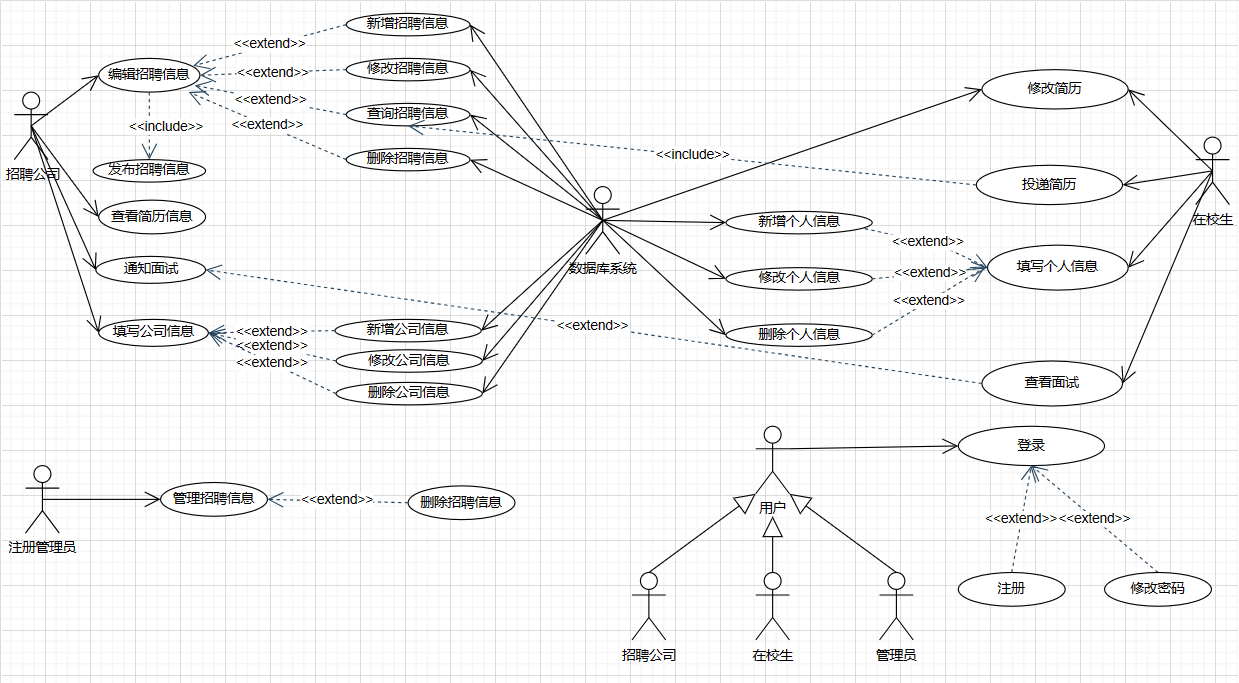 新增招聘信息
<<extend>>
修改招聘信息
编辑招聘信息
<<extend>>
修改简历
<<extend>>
查询招聘信息
<<include>>
<<extend>>
删除招聘信息
<<include>>
招聘公司
发布招聘信息
投递简历
在校生
查看简历信息
新增个人信息
<<extend>>
通知面试
数据库系统
修改个人信息
<<extend>>
填写个人信息
<<extend>>
填写公司信息
<<extend>>
新增公司信息
<<extend>>
删除个人信息
<<extend>>
修改公司信息
<<extend>>
删除公司信息
查看面试
登录
管理招聘信息
<<extend>>
删除招聘信息
用户
<<extend>>
<<extend>>
注册管理员
注册
修改密码
招聘公司
在校生
管理员